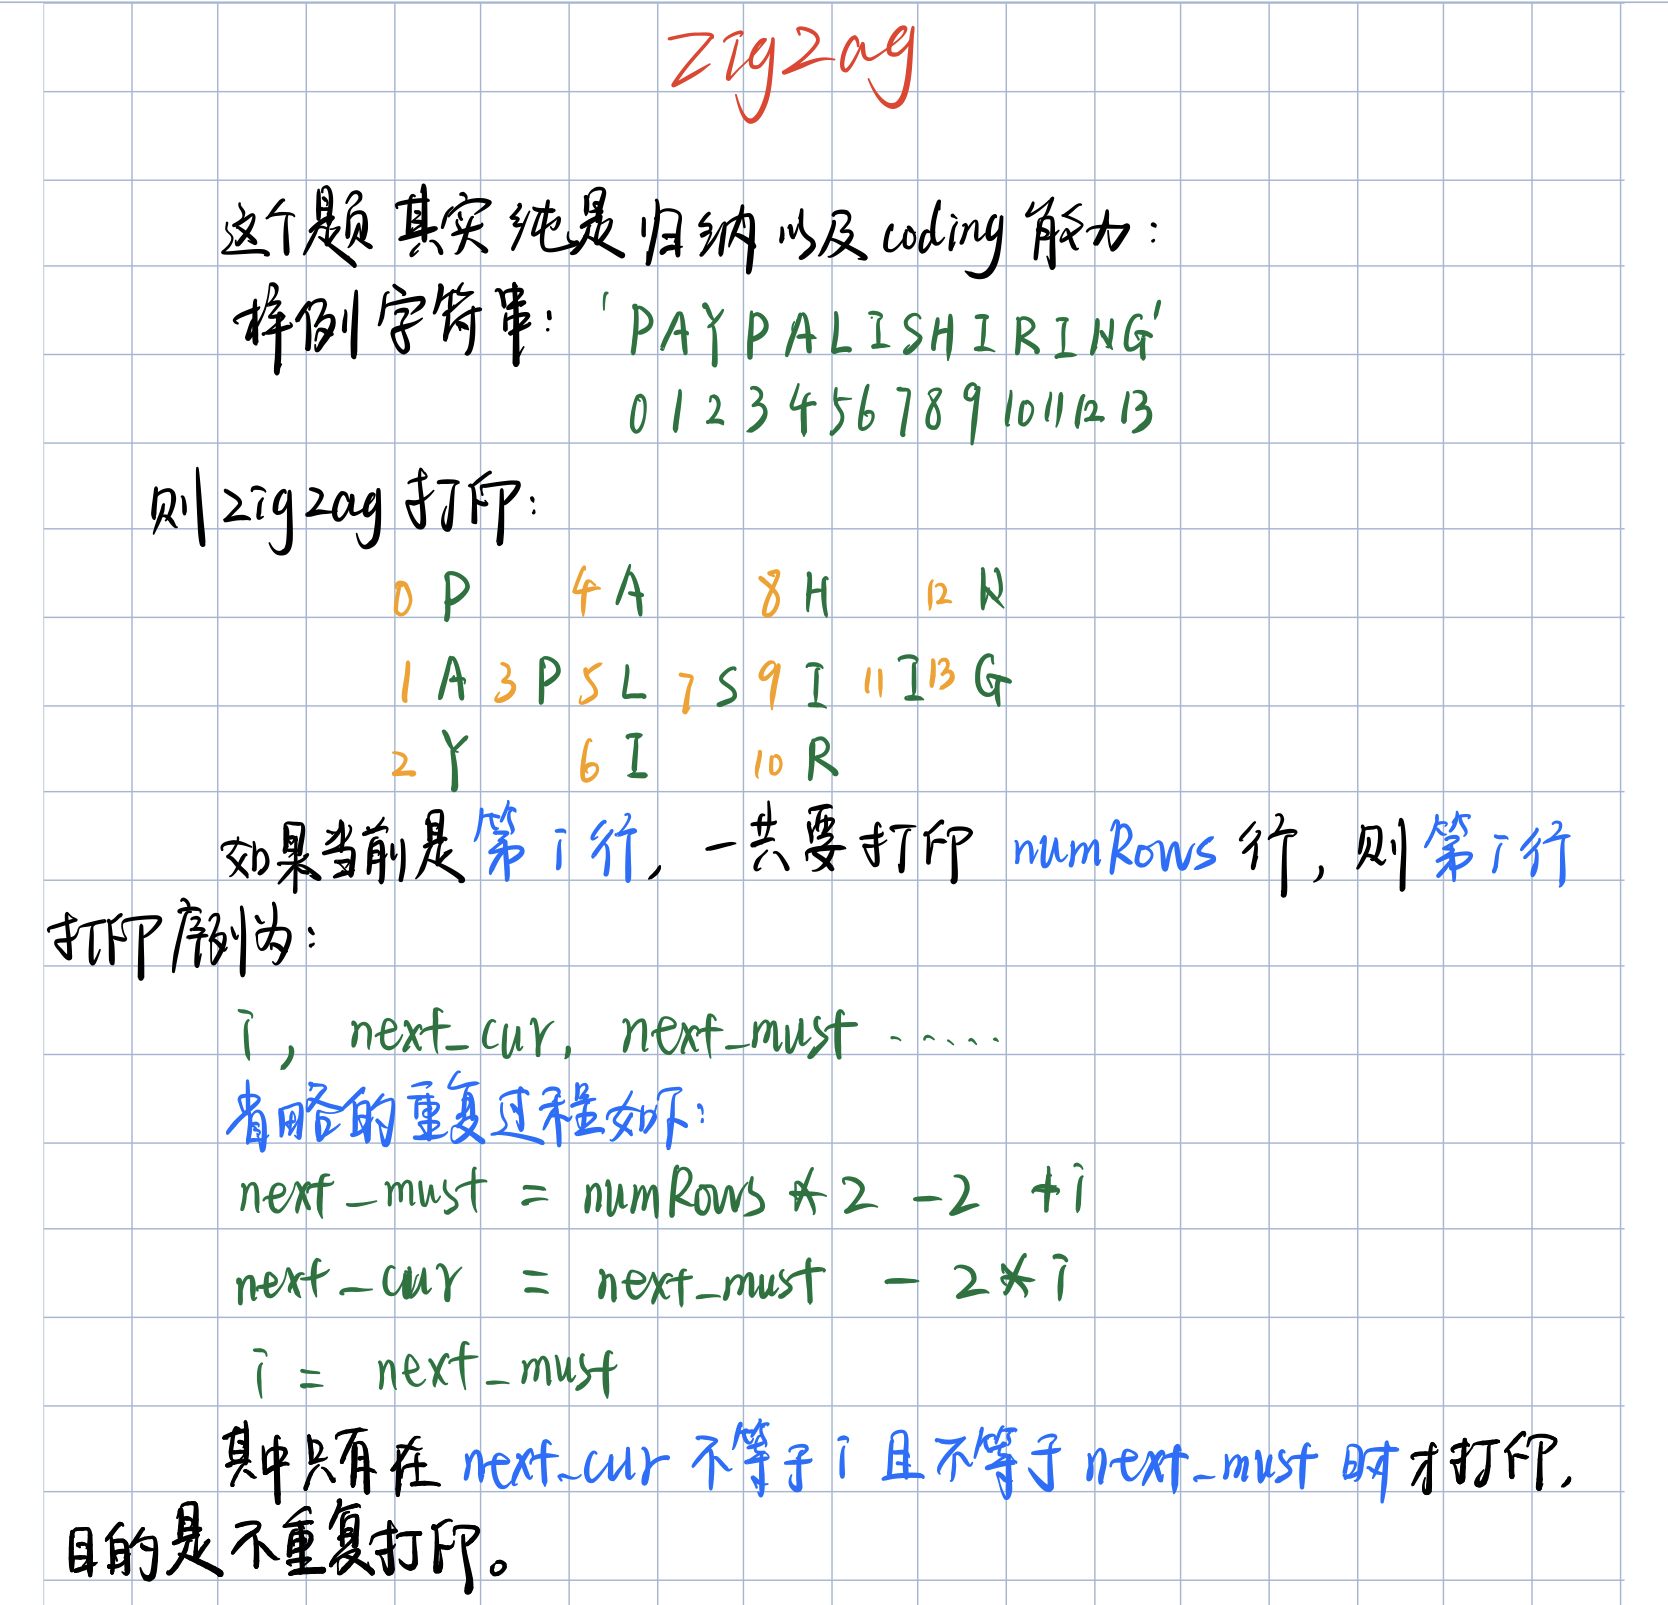 Zigzag
这个题其实纯是归纳以及coding能力:
样例字符串: 'PAYPALISHIRING'
0 1 2 3 4 5 6 7 8 9 10 11 12 13
则zigzag打印:
0 P 4 A 8 H 12 N
1 A 3 P 5 L 7 S 9 I 11 I 13 G
2 Y 6 I 10 R
如果当前是第i行, 一共要打印 numRows 行, 则第i行
打印序列为:
i, next_cur, next_must ......
省略的重复过程如下:
next_must = numRows * 2 - 2 + i
next_cur = next_must - 2 * i
i = next_must
其中只有在 next_cur 不等于 i 且不等于 next_must 时才打印,
目的是不重复打印。